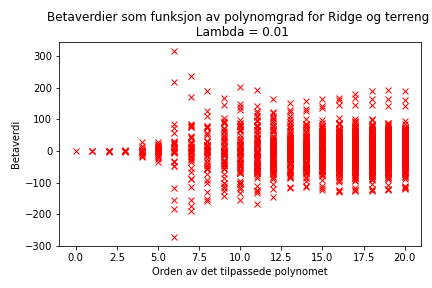 Betaverdier som funksjon av polynomgrad for Ridge og terreng
Lambda = 0.01
Betaverdi
300
200
100
0
−100
−200
−300
0.0 2.5 5.0 7.5 10.0 12.5 15.0 17.5 20.0
Orden av det tilpassede polynomet